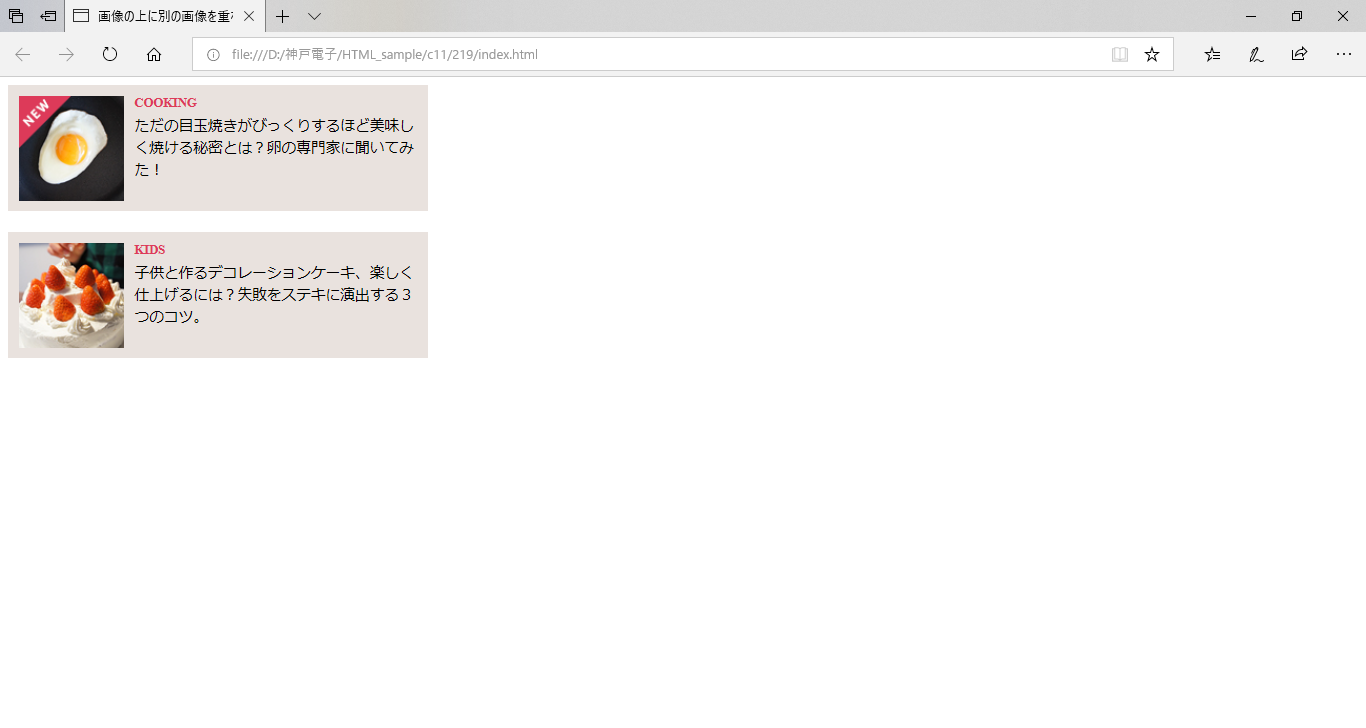 画像の上に別の画像を重ね
file:///D:/神戸電子/HTML_sample/c11/219/index.html
NEW
COOKING
ただの目玉焼きがびっくりするほど美味し
く焼ける秘密とは？卵の専門家に聞いてみ
た！
KIDS
子供と作るデコレーションケーキ、楽しく
仕上げるには？失敗をステキに演出する３
つのコツ。